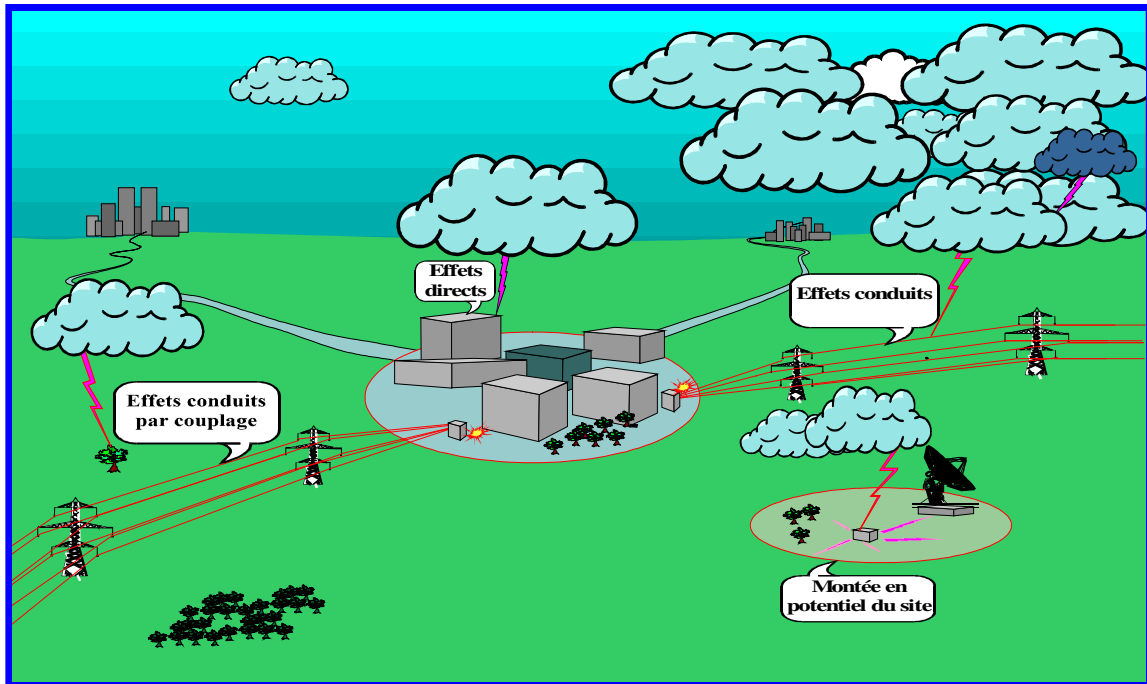 Effets
directs
Effets conduits
Effets conduits
par couplage
Montée en
potentiel du site